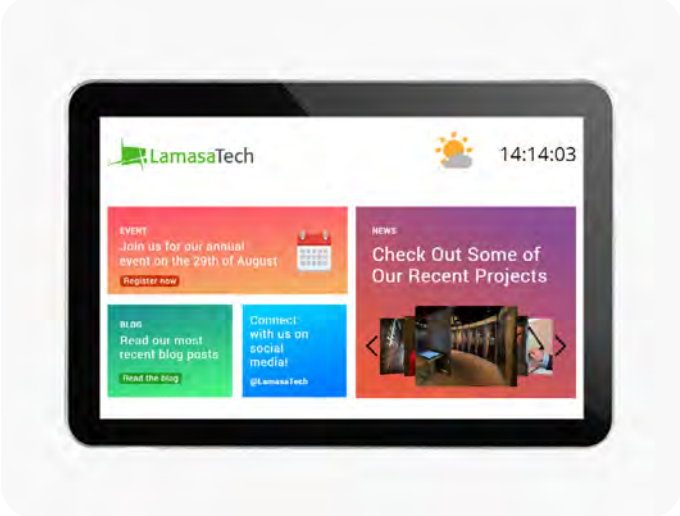 LamasaTech
14:14:03
EVENT
Join us for our annual
event on the 29th of August
Register now
NEWS
Check Out Some of
Our Recent Projects
BLOG
Read our most
recent blog posts
Read the blog
Connect
with us on
social
media!
@LamasaTech